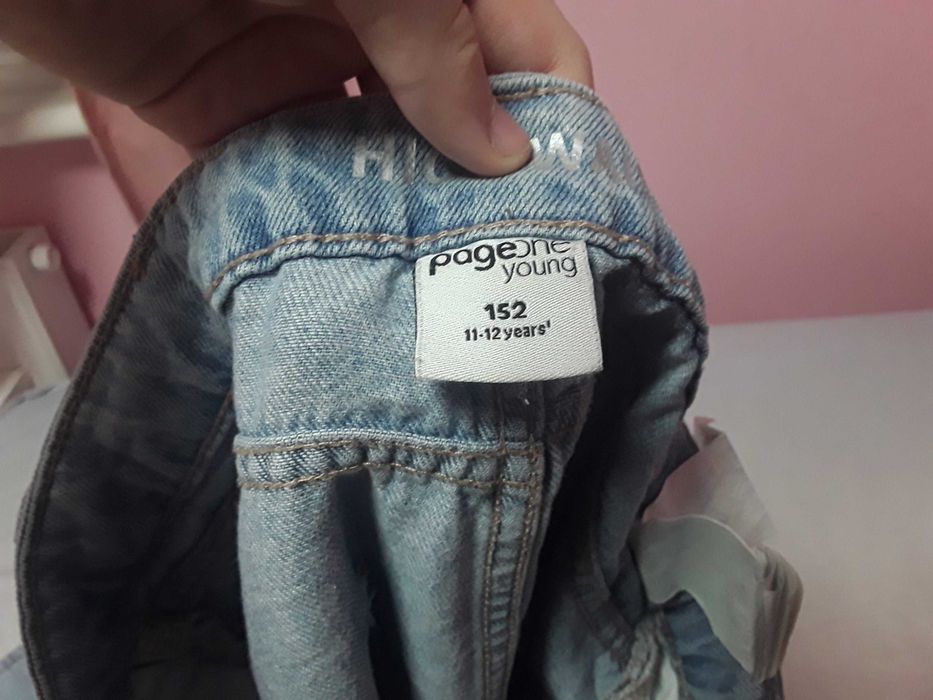 pageone
young
152
11-12 years'